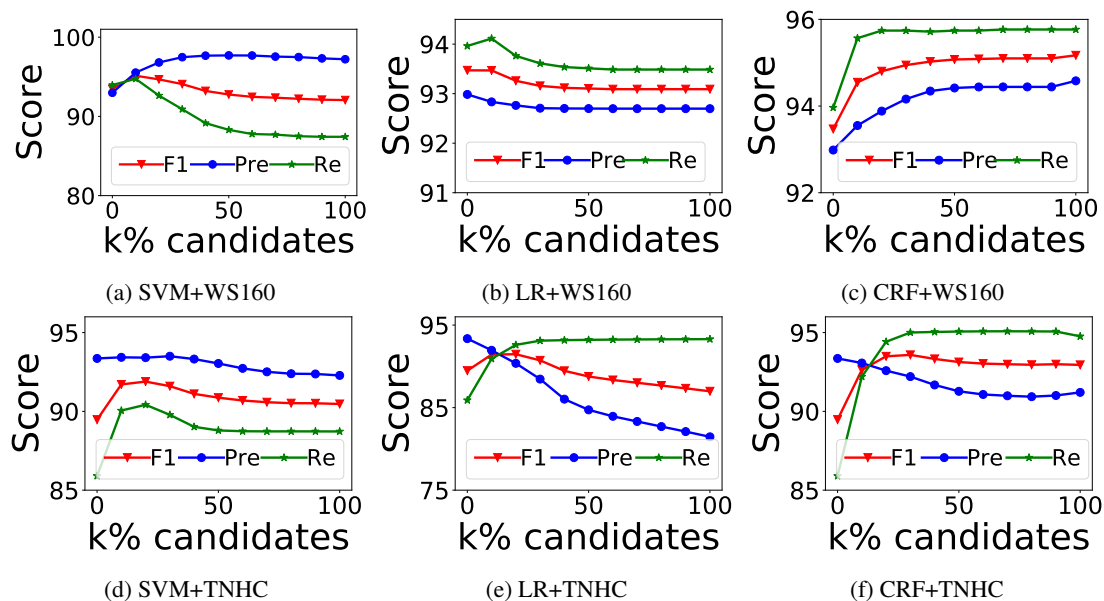 100
90
80
Score
F1 Pre Re
0 50 100
k% candidates
(a) SVM+WS160
94
93
92
91
Score
F1 Pre Re
0 50 100
k% candidates
(b) LR+WS160
96
94
92
Score
F1 Pre Re
0 50 100
k% candidates
(c) CRF+WS160
95
90
85
Score
F1 Pre Re
0 50 100
k% candidates
(d) SVM+TNHC
95
85
75
Score
F1 Pre Re
0 50 100
k% candidates
(e) LR+TNHC
95
90
85
Score
F1 Pre Re
0 50 100
k% candidates
(f) CRF+TNHC